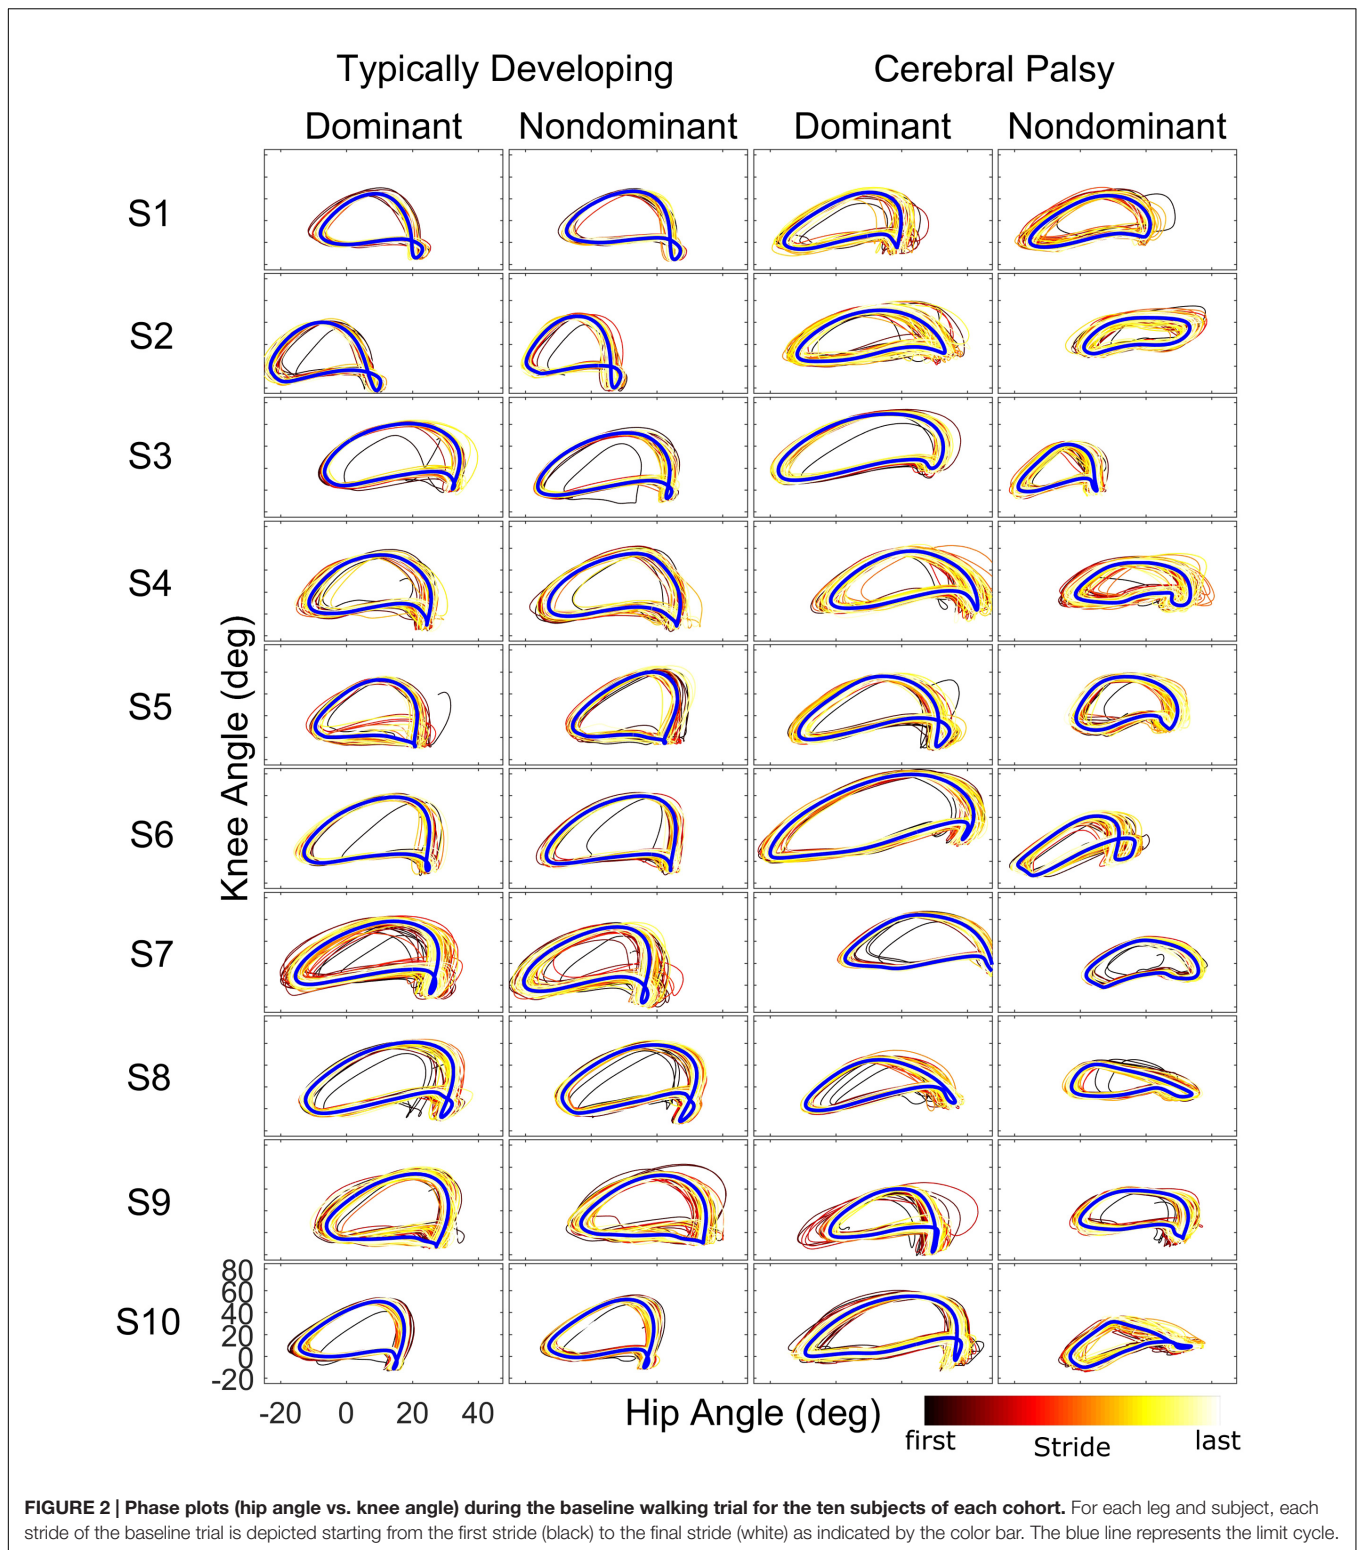 Typically Developing Cerebral Palsy
Dominant Nondominant Dominant Nondominant
S1
S2
S3
S4
S5
S6
S7
S8
S9
S10
Knee Angle (deg)
80
60
40
20
0
-20
-20 0 20 40
Hip Angle (deg)
first Stride last
FIGURE 2 | Phase plots (hip angle vs. knee angle) during the baseline walking trial for the ten subjects of each cohort. For each leg and subject, each
stride of the baseline trial is depicted starting from the first stride (black) to the final stride (white) as indicated by the color bar. The blue line represents the limit cycle.